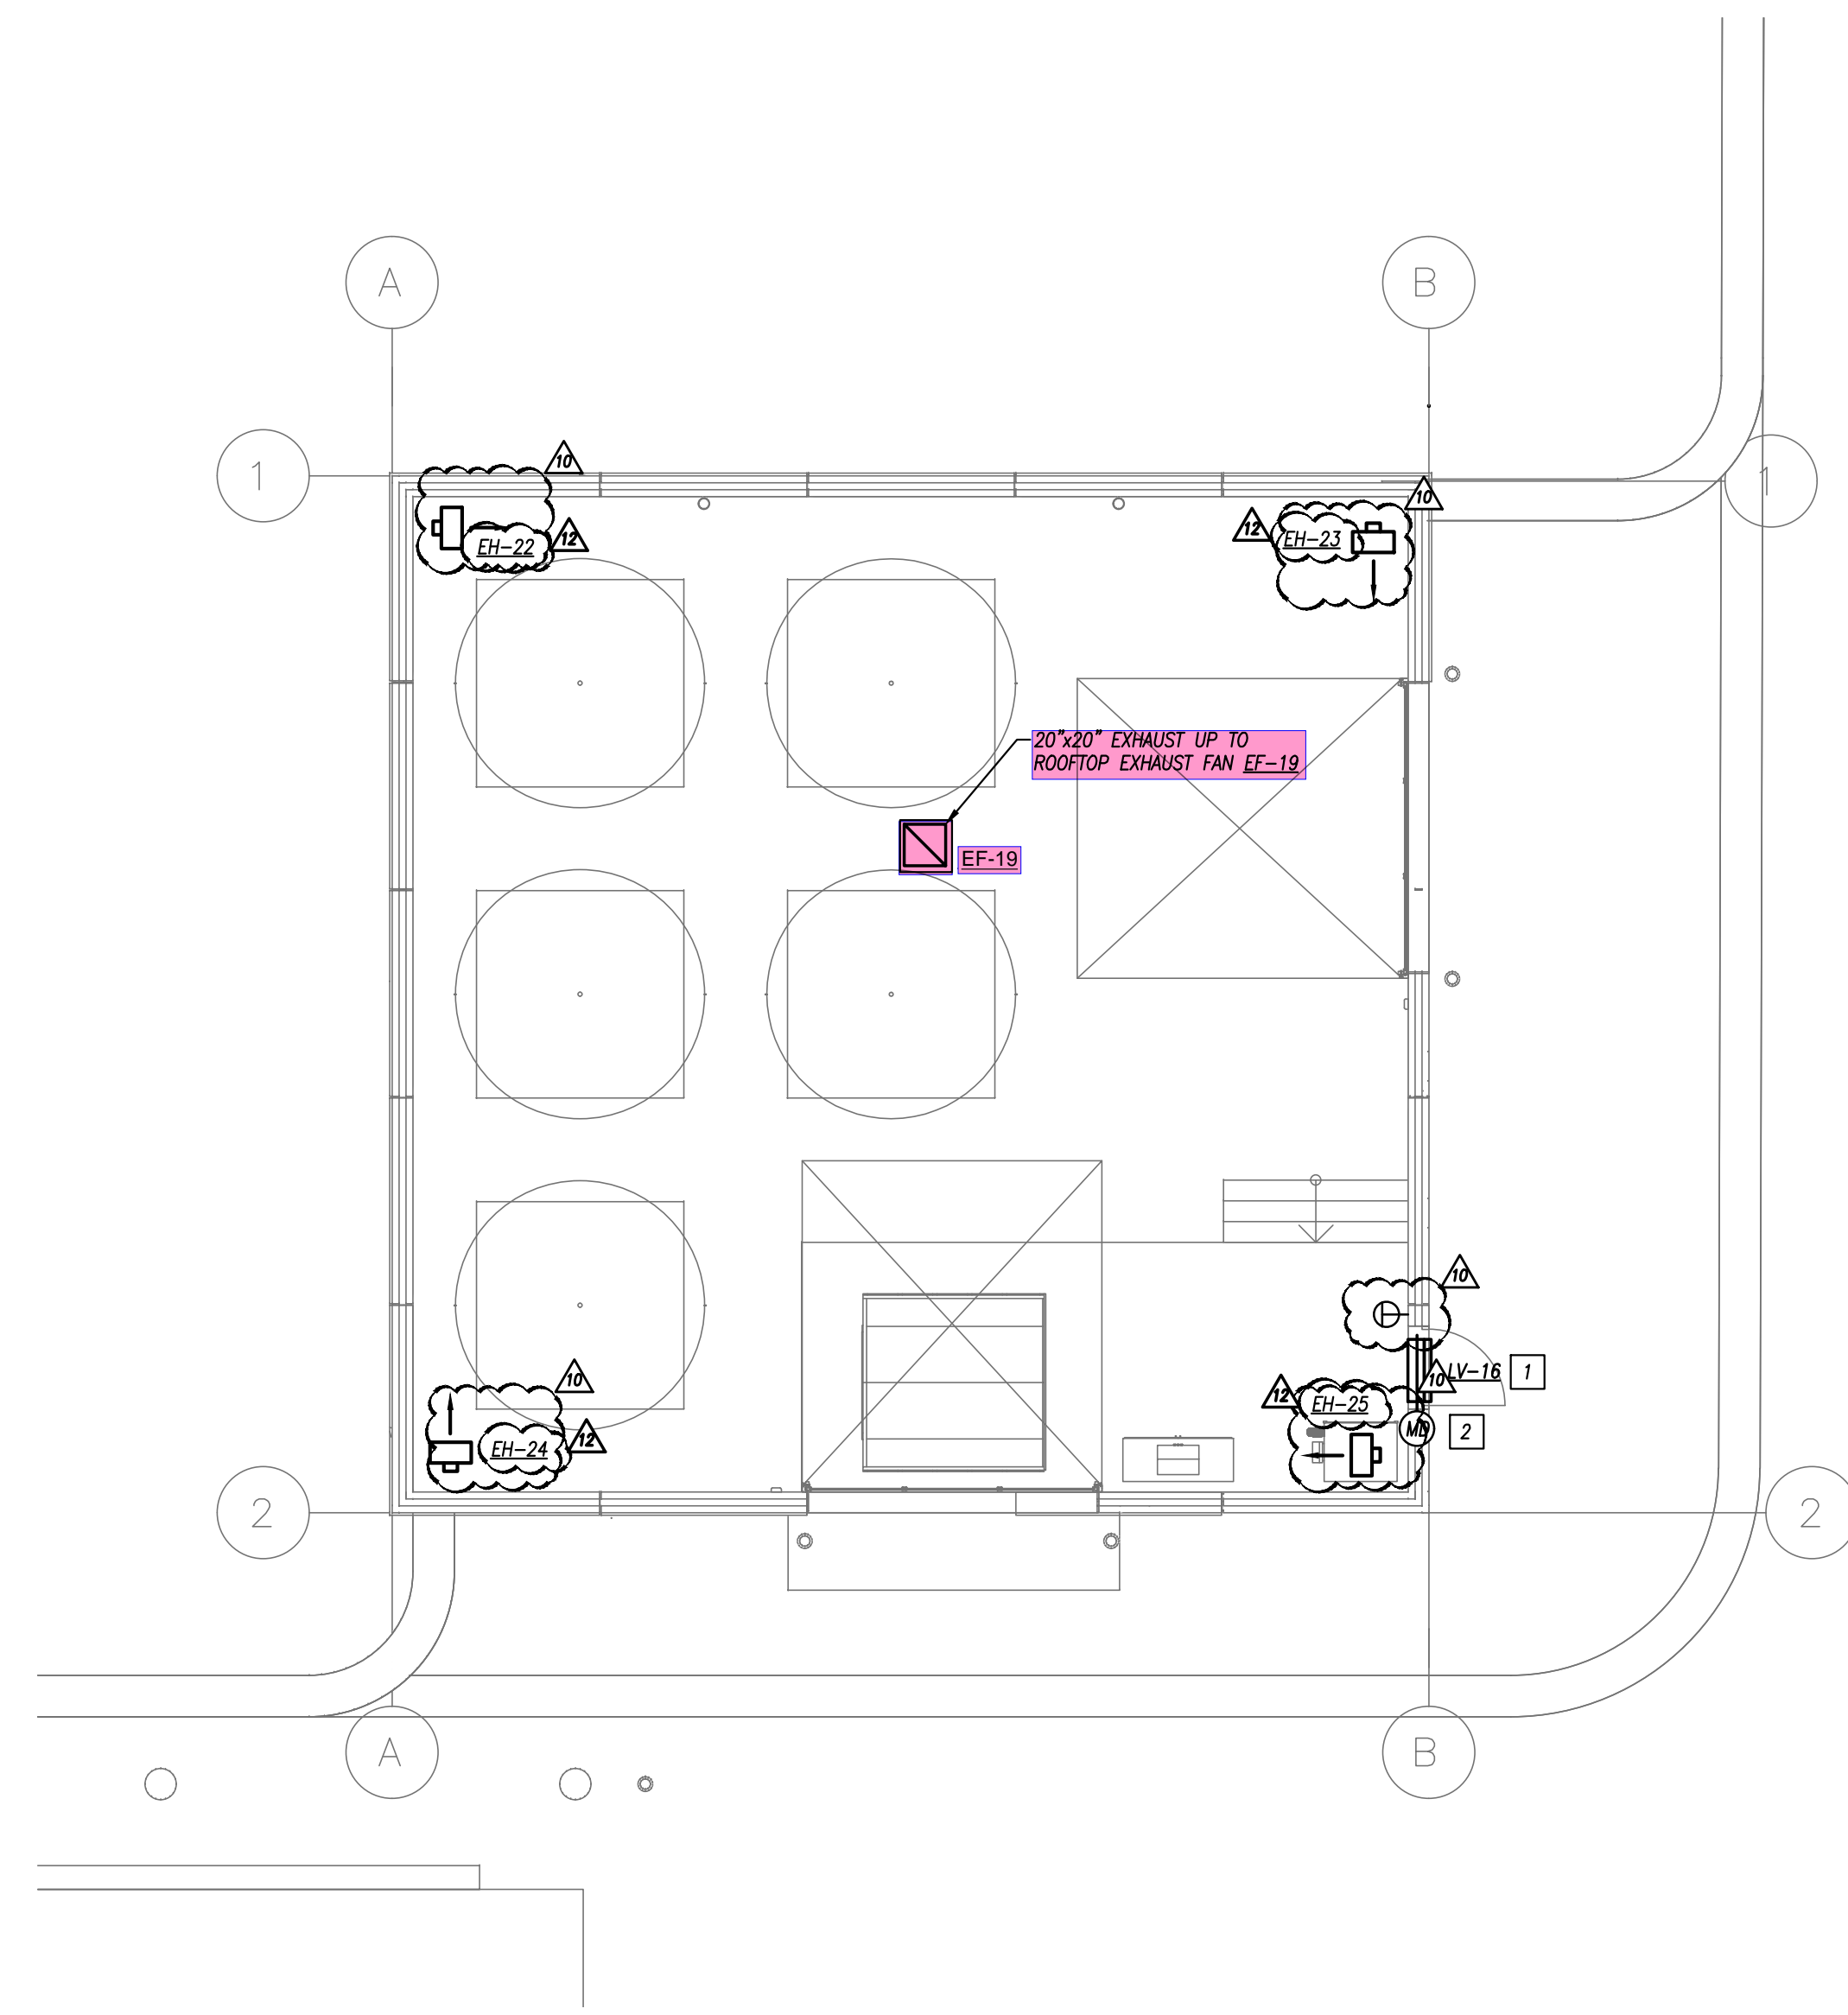 A
B
1
1
10
10
12
EH-22
12
EH-23
20"x20" EXHAUST UP TO
ROOFTOP EXHAUST FAN EF-19
EF-19
10
LV-16
1
10
10
12
EH-25
MD
2
EH-24
12
2
2
A
B